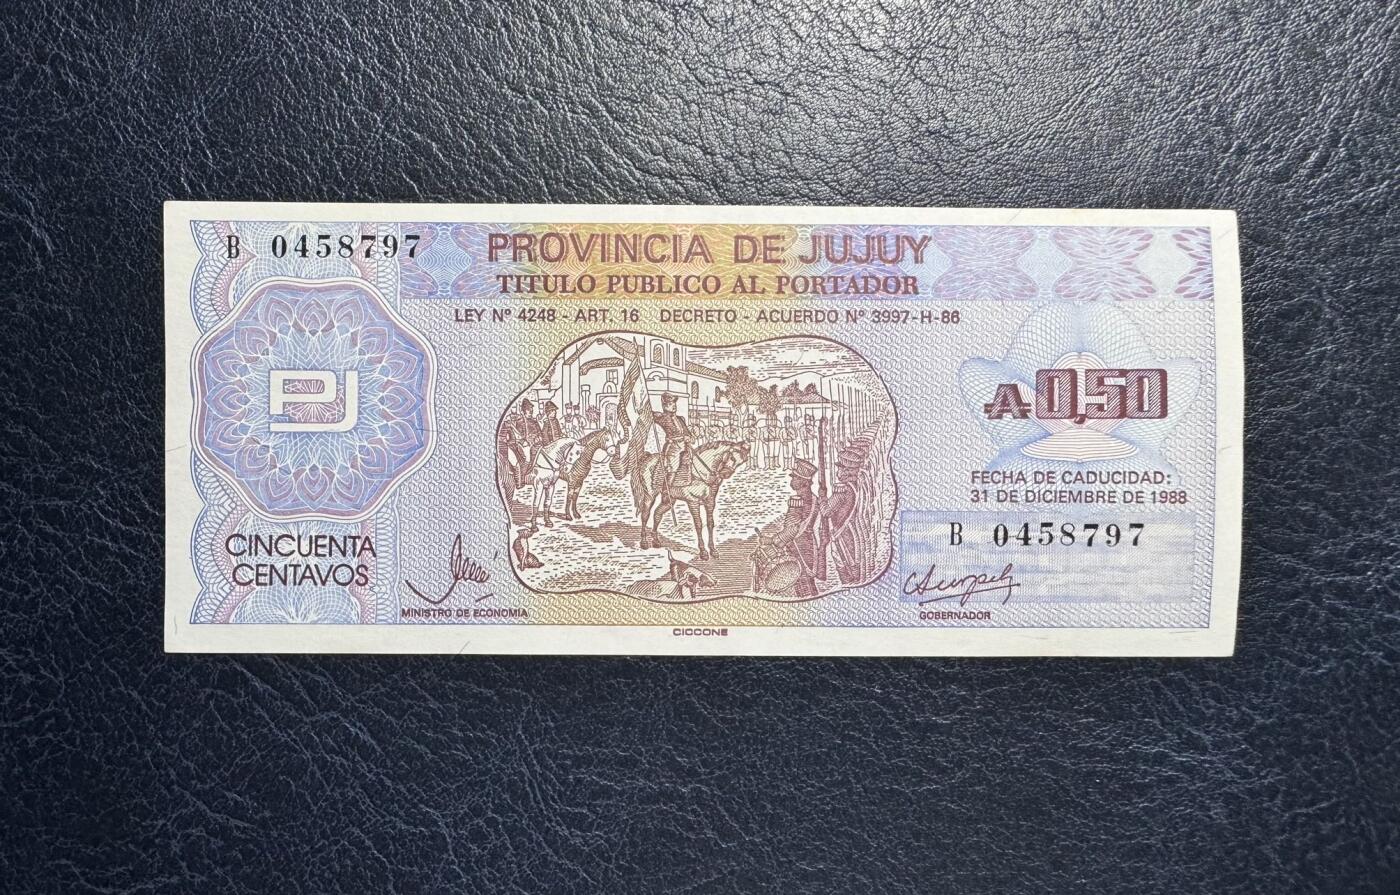 B 0458797
PROVINCIA DE JUJUY
TITULO PUBLICO AL PORTADOR
LEY Nº 4248 - ART. 16 DECRETO - ACUERDO Nº 3997-H-86
PJ
₳0,50
FECHA DE CADUCIDAD:
31 DE DICIEMBRE DE 1988
B 0458797
CINCUENTA
CENTAVOS
MINISTRO DE ECONOMIA
GOBERNADOR
CICCONE